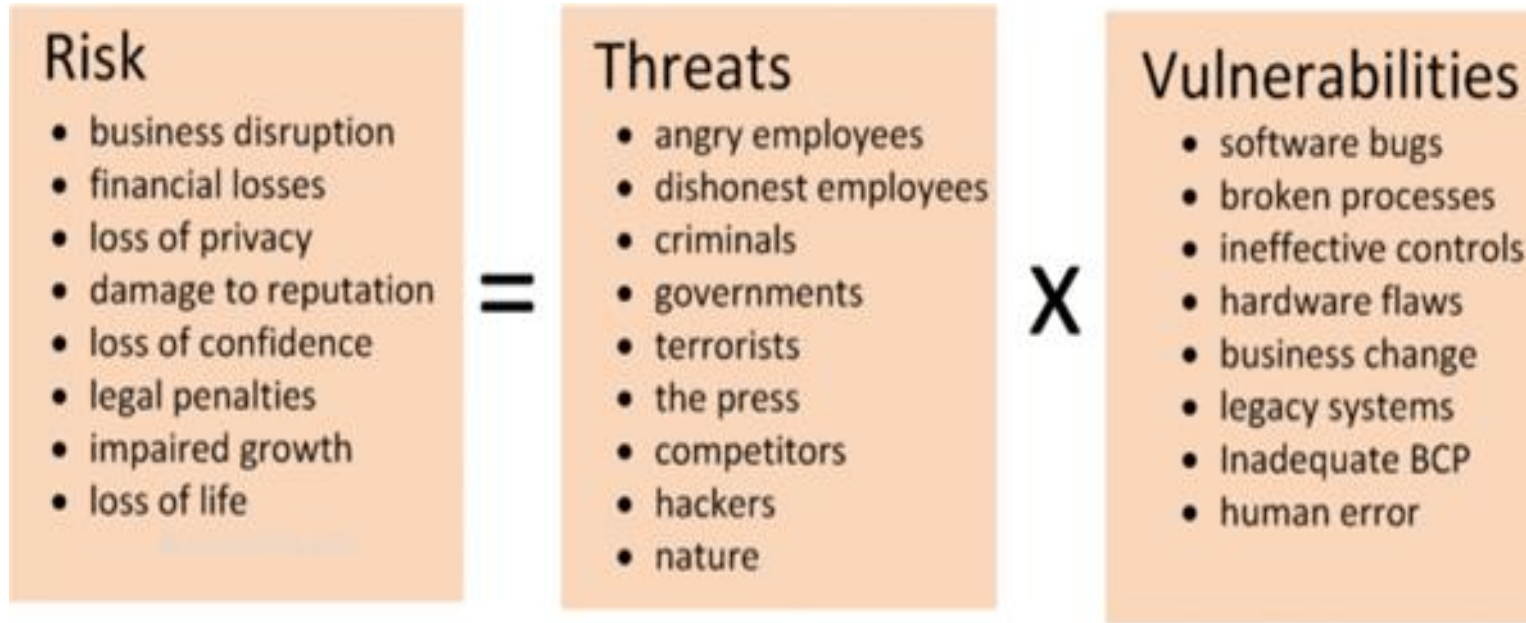 Risk
• business disruption
• financial losses
• loss of privacy
• damage to reputation
• loss of confidence
• legal penalties
• impaired growth
• loss of life
=
Threats
• angry employees
• dishonest employees
• criminals
• governments
• terrorists
• the press
• competitors
• hackers
• nature
X
Vulnerabilities
• software bugs
• broken processes
• ineffective controls
• hardware flaws
• business change
• legacy systems
• Inadequate BCP
• human error